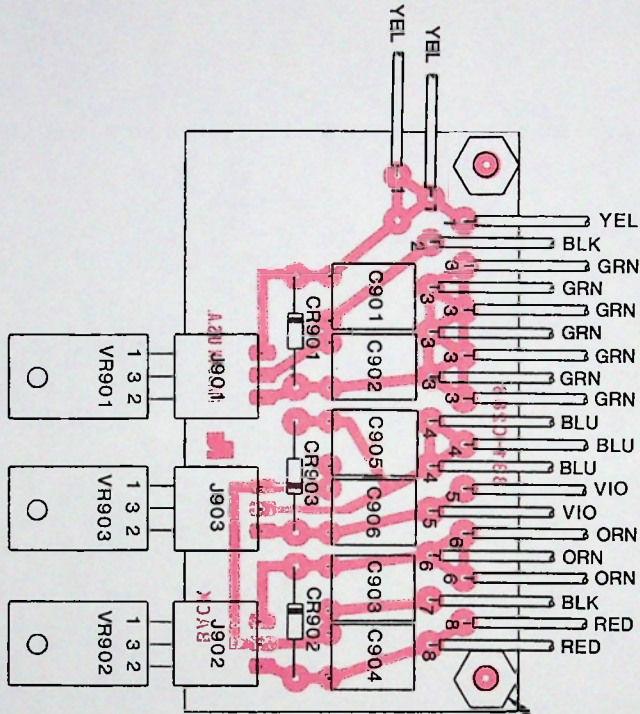 YEL
YEL
YEL
BLK
GRN
GRN
GRN
GRN
GRN
GRN
GRN
BLU
BLU
BLU
VIO
VIO
ORN
ORN
ORN
BLK
RED
RED
1
1
1
2
3
3
3
3
3
3
3
4
4
4
5
5
6
6
6
7
8
8
C901
C902
C905
C906
C903
C904
CR901
CR903
CR902
J901
J903
J902
1
3
2
VR901
1
3
2
VR903
1
3
2
VR902